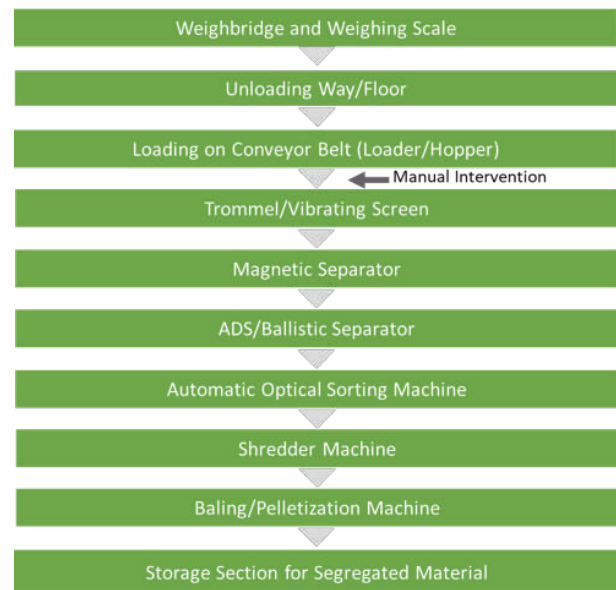 Weighbridge and Weighing Scale
Unloading Way/Floor
Loading on Conveyor Belt (Loader/Hopper)
Manual Intervention
Trommel/Vibrating Screen
Magnetic Separator
ADS/Ballistic Separator
Automatic Optical Sorting Machine
Shredder Machine
Baling/Pelletization Machine
Storage Section for Segregated Material